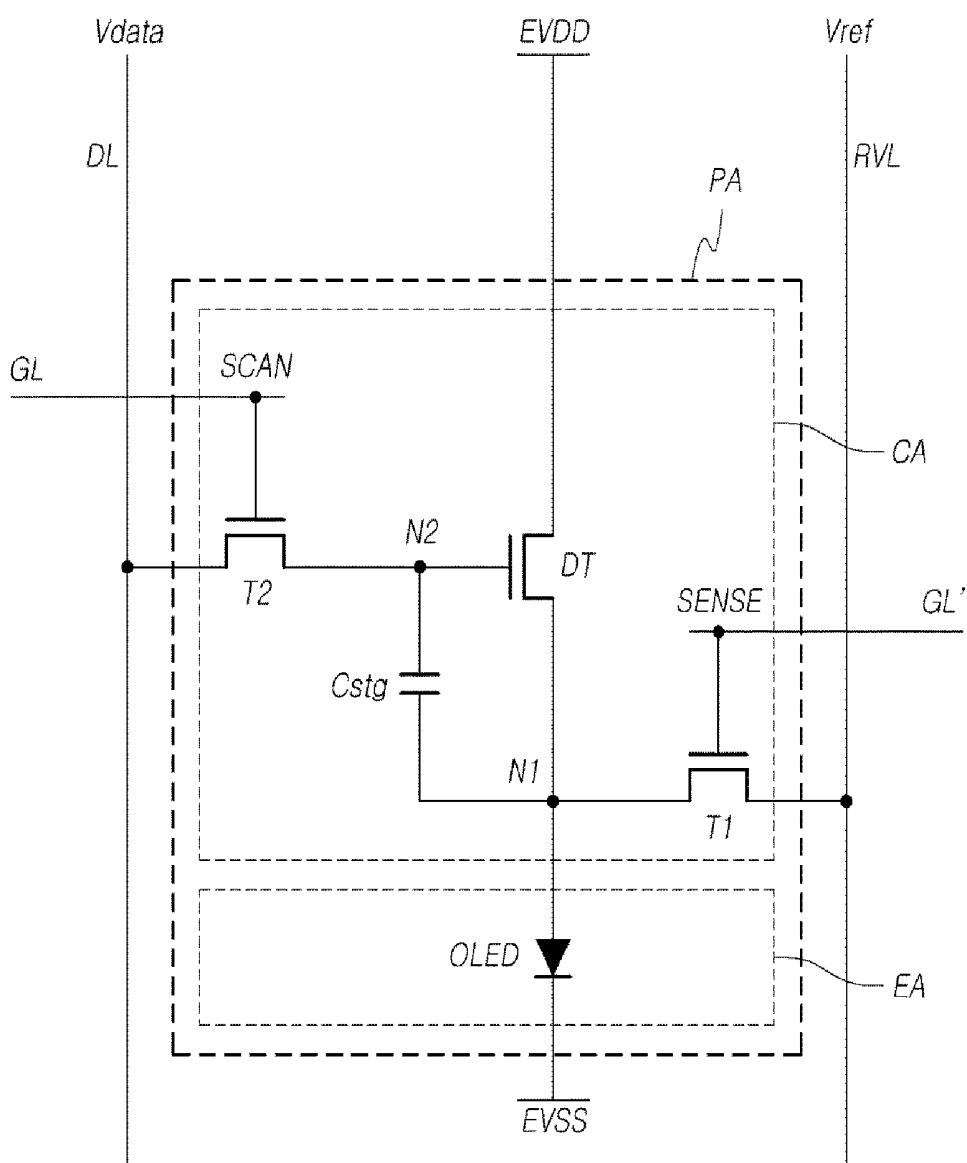 Vdata
EVDD
Vref
DL
RVL
PA
GL
SCAN
CA
N2
DT
T2
SENSE
GL'
Cstg
N1
T1
OLED
EA
EVSS